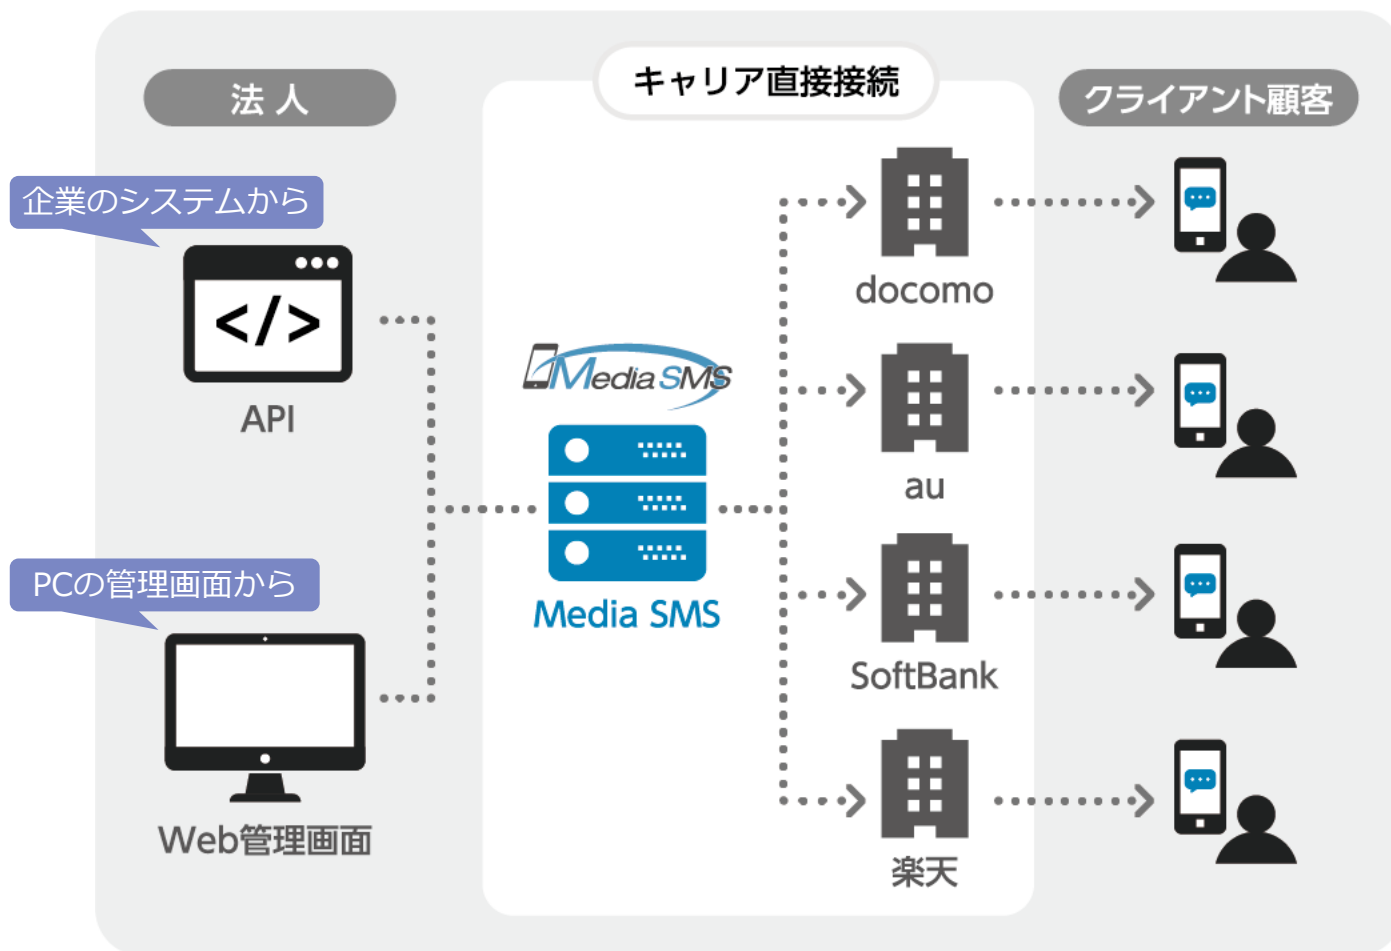 法人
キャリア直接接続
クライアント顧客
企業のシステムから
</>
API
PCの管理画面から
Web管理画面
Media SMS
Media SMS
docomo
au
SoftBank
楽天